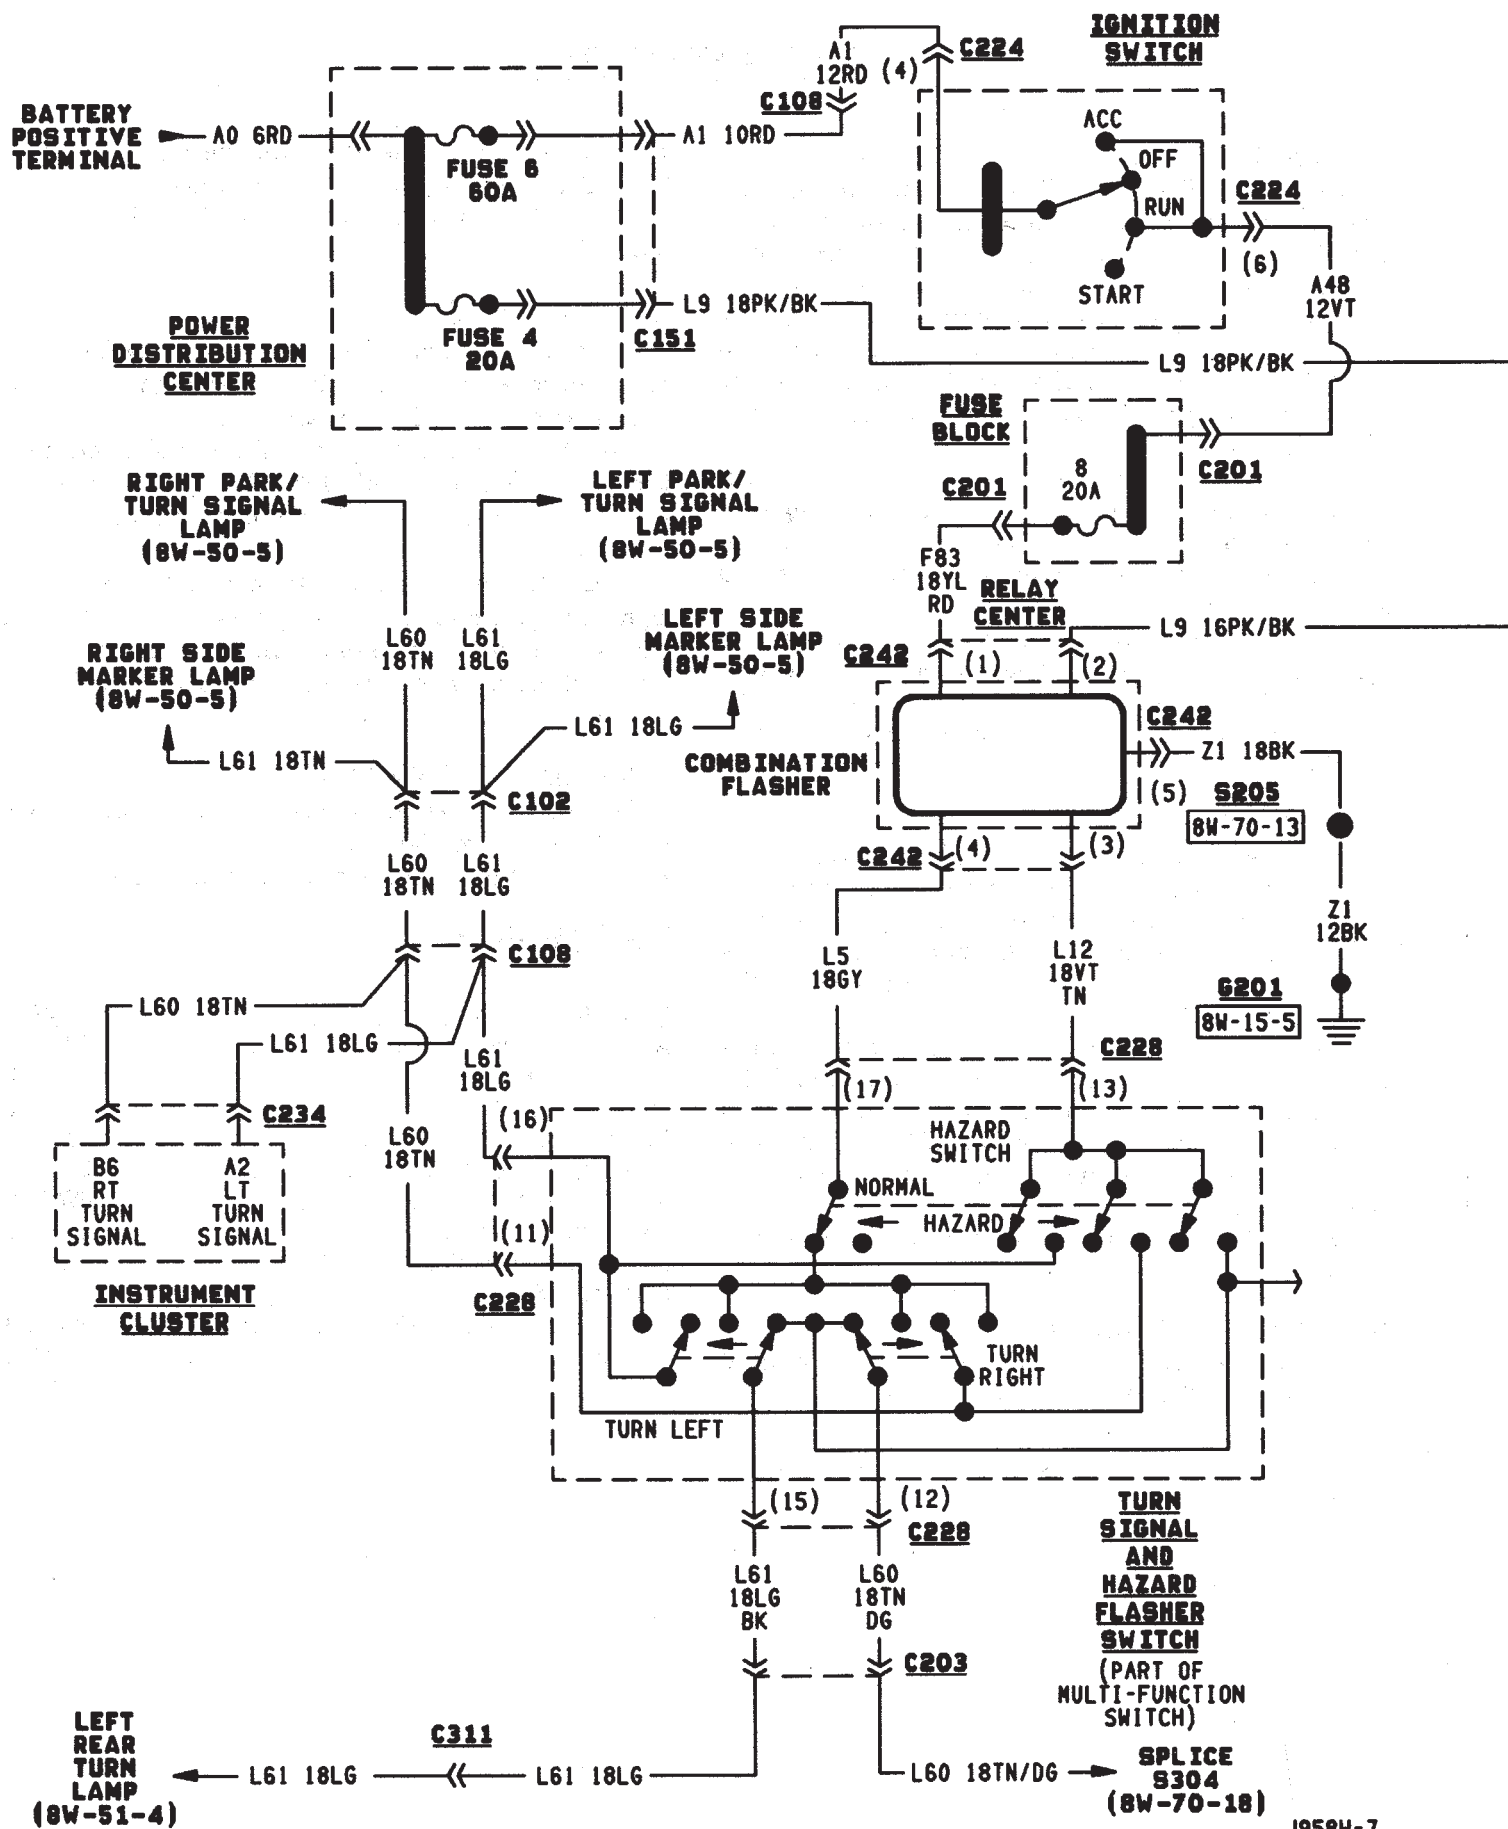 IGNITION
SWITCH
A1
12RD
(4)
C224
C108
BATTERY
POSITIVE
TERMINAL
A0 6RD
FUSE 6
60A
A1 10RD
ACC
OFF
RUN
START
C224
(6)
A48
12VT
FUSE 4
20A
L9 18PK/BK
C151
POWER
DISTRIBUTION
CENTER
L9 18PK/BK
FUSE
BLOCK
8
20A
C201
C201
RIGHT PARK/
TURN SIGNAL
LAMP
(8W-50-5)
LEFT PARK/
TURN SIGNAL
LAMP
(8W-50-5)
F83
18YL
RD
RELAY
CENTER
L9 16PK/BK
L60
18TN
L61
18LG
LEFT SIDE
MARKER LAMP
(8W-50-5)
RIGHT SIDE
MARKER LAMP
(8W-50-5)
C242
(1)
(2)
L61 18TN
L61 18LG
COMBINATION
FLASHER
C242
Z1 18BK
(5)
S205
8W-70-13
C102
C242
(4)
(3)
L60
18TN
L61
18LG
Z1
12BK
C108
L5
18GY
L12
18VT
TN
G201
8W-15-5
L60 18TN
L61 18LG
L61
18LG
C228
(17)
(13)
C234
(16)
L60
18TN
HAZARD
SWITCH
B6
RT
TURN
SIGNAL
A2
LT
TURN
SIGNAL
NORMAL
HAZARD
(11)
C228
INSTRUMENT
CLUSTER
TURN
RIGHT
TURN LEFT
(15)
(12)
C228
TURN
SIGNAL
AND
HAZARD
FLASHER
SWITCH
(PART OF
MULTI-FUNCTION
SWITCH)
L61
18LG
BK
L60
18TN
DG
C203
LEFT
REAR
TURN
LAMP
(8W-51-4)
C311
L61 18LG
L61 18LG
L60 18TN/DG
SPLICE
S304
(8W-70-18)